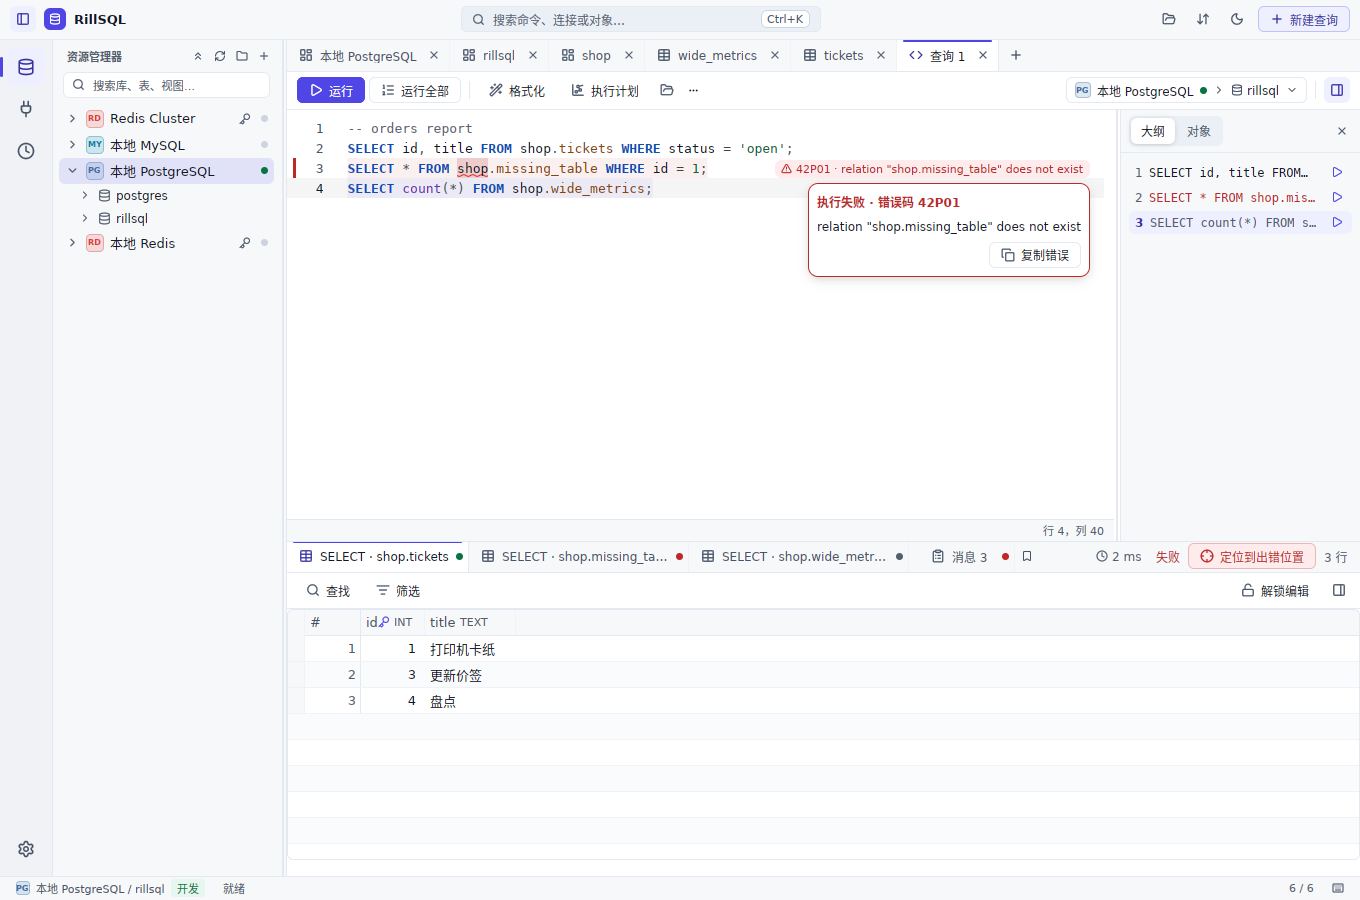 RillSQL
搜索命令、连接或对象...
Ctrl+K
新建查询
资源管理器
搜索库、表、视图...
RD Redis Cluster
MY 本地 MySQL
PG 本地 PostgreSQL
postgres
rillsql
RD 本地 Redis
本地 PostgreSQL
rillsql
shop
wide_metrics
tickets
查询 1
运行
运行全部
格式化
执行计划
PG 本地 PostgreSQL
rillsql
1 -- orders report
2 SELECT id, title FROM shop.tickets WHERE status = 'open';
3 SELECT * FROM shop.missing_table WHERE id = 1;
42P01 · relation "shop.missing_table" does not exist
4 SELECT count(*) FROM shop.wide_metrics;
执行失败 · 错误码 42P01
relation "shop.missing_table" does not exist
复制错误
大纲
对象
1 SELECT id, title FROM...
2 SELECT * FROM shop.mis...
3 SELECT count(*) FROM s...
行 4，列 40
SELECT · shop.tickets
SELECT · shop.missing_ta...
SELECT · shop.wide_metr...
消息 3
2 ms
失败
定位到出错位置
3 行
查找
筛选
解锁编辑
# id INT title TEXT
1 1 打印机卡纸
2 3 更新价签
3 4 盘点
PG 本地 PostgreSQL / rillsql
开发
就绪
6 / 6